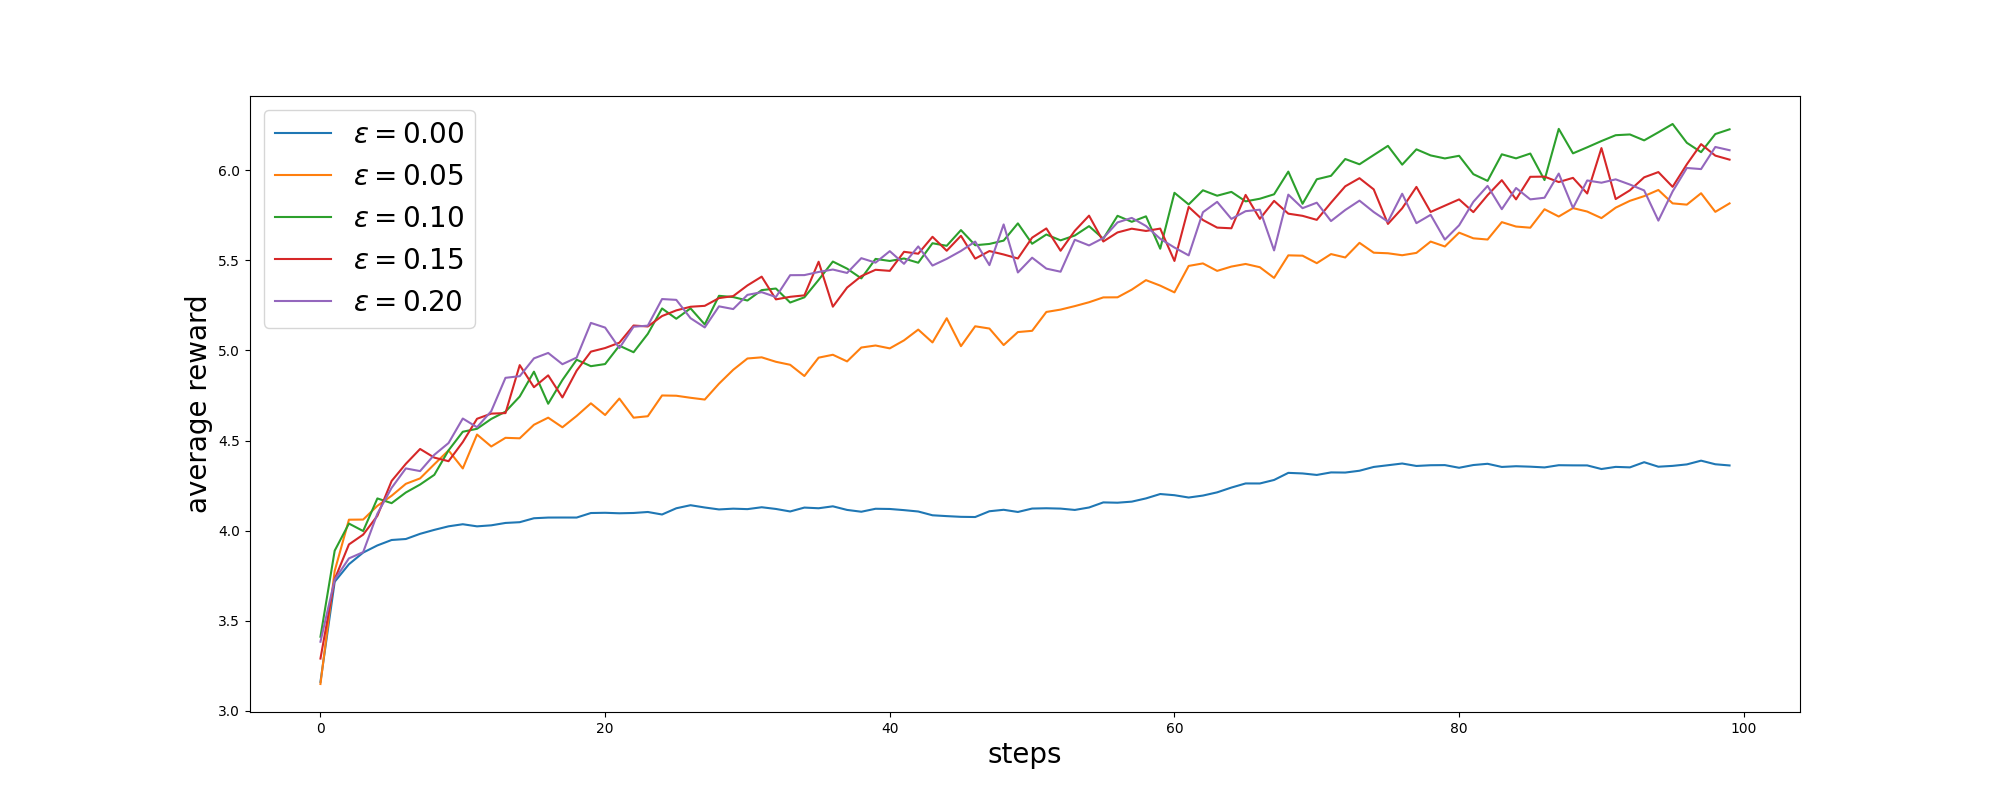 ε = 0.00
ε = 0.05
ε = 0.10
ε = 0.15
ε = 0.20
average reward
6.0
5.5
5.0
4.5
4.0
3.5
3.0
0 20 40 60 80 100
steps